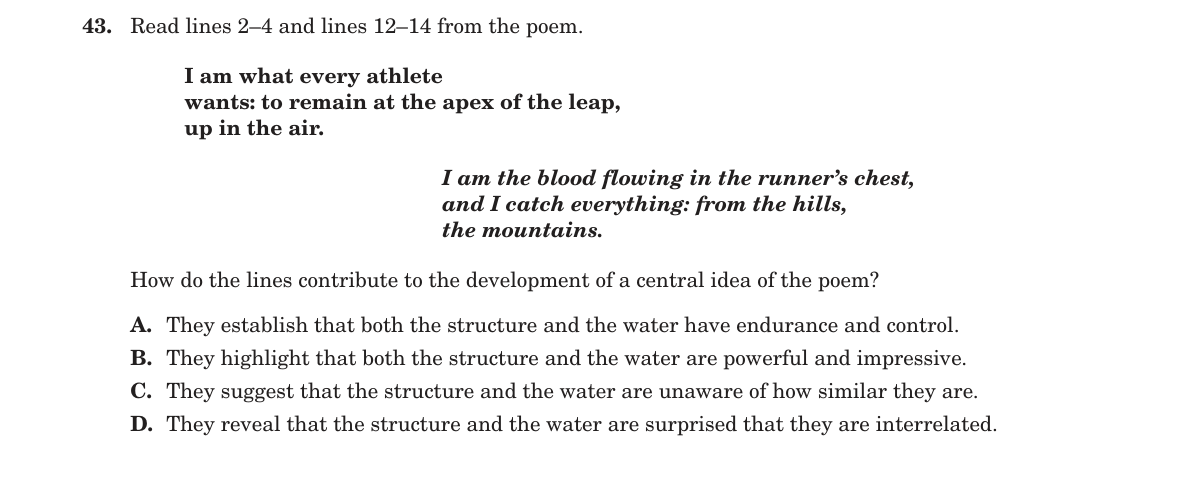 43. Read lines 2–4 and lines 12–14 from the poem.
I am what every athlete
wants: to remain at the apex of the leap,
up in the air.
I am the blood flowing in the runner’s chest,
and I catch everything: from the hills,
the mountains.
How do the lines contribute to the development of a central idea of the poem?
A. They establish that both the structure and the water have endurance and control.
B. They highlight that both the structure and the water are powerful and impressive.
C. They suggest that the structure and the water are unaware of how similar they are.
D. They reveal that the structure and the water are surprised that they are interrelated.